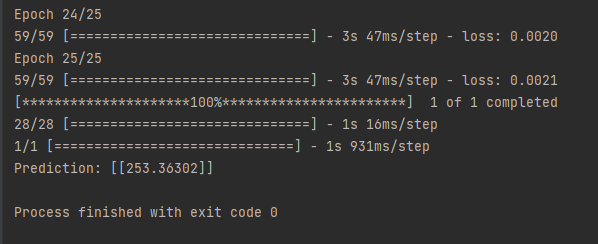 Epoch 24/25
59/59 [==============================] - 3s 47ms/step - loss: 0.0020
Epoch 25/25
59/59 [==============================] - 3s 47ms/step - loss: 0.0021
[*********************100%***********************]  1 of 1 completed
28/28 [==============================] - 1s 16ms/step
1/1 [==============================] - 1s 931ms/step
Prediction: [[253.36302]]
Process finished with exit code 0